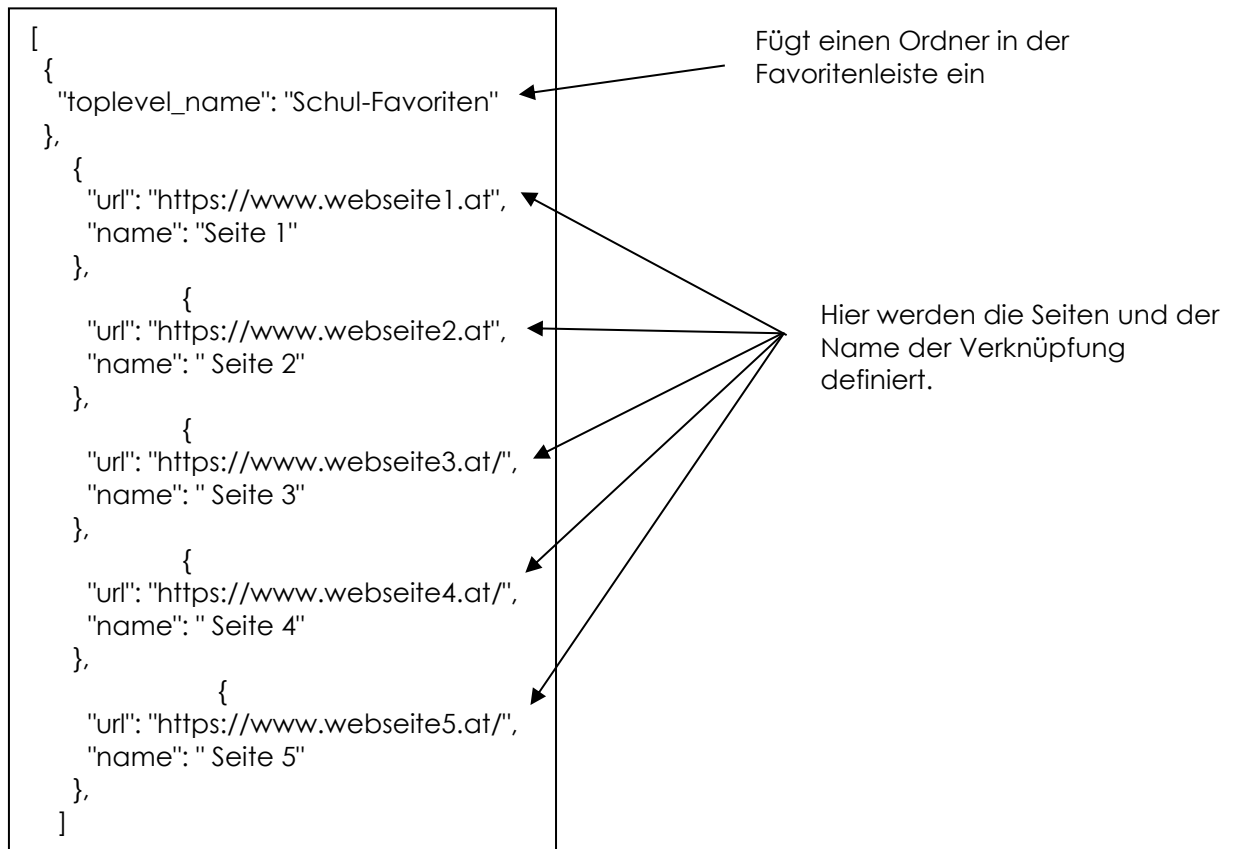 [
{
"toplevel_name": "Schul-Favoriten"
},
{
"url": "https://www.webseite1.at",
"name": "Seite 1"
},
{
"url": "https://www.webseite2.at",
"name": " Seite 2"
},
{
"url": "https://www.webseite3.at/",
"name": " Seite 3"
},
{
"url": "https://www.webseite4.at/",
"name": " Seite 4"
},
{
"url": "https://www.webseite5.at/",
"name": " Seite 5"
},
]
Fügt einen Ordner in der
Favoritenleiste ein
Hier werden die Seiten und der
Name der Verknüpfung
definiert.